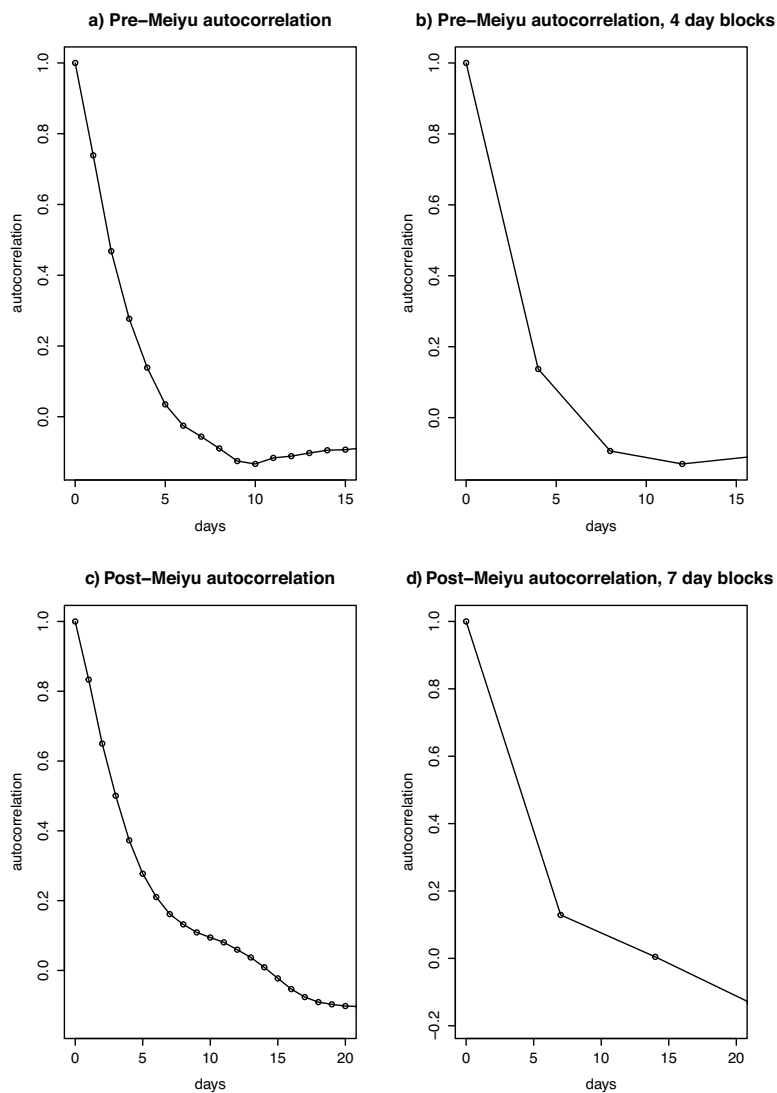 a) Pre−Meiyu autocorrelation
autocorrelation
1.0
0.8
0.6
0.4
0.2
0.0
0 5 10 15
days
b) Pre−Meiyu autocorrelation, 4 day blocks
autocorrelation
1.0
0.8
0.6
0.4
0.2
0.0
0 5 10 15
days
c) Post−Meiyu autocorrelation
autocorrelation
1.0
0.8
0.6
0.4
0.2
0.0
0 5 10 15 20
days
d) Post−Meiyu autocorrelation, 7 day blocks
autocorrelation
1.0
0.8
0.6
0.4
0.2
0.0
−0.2
0 5 10 15 20
days